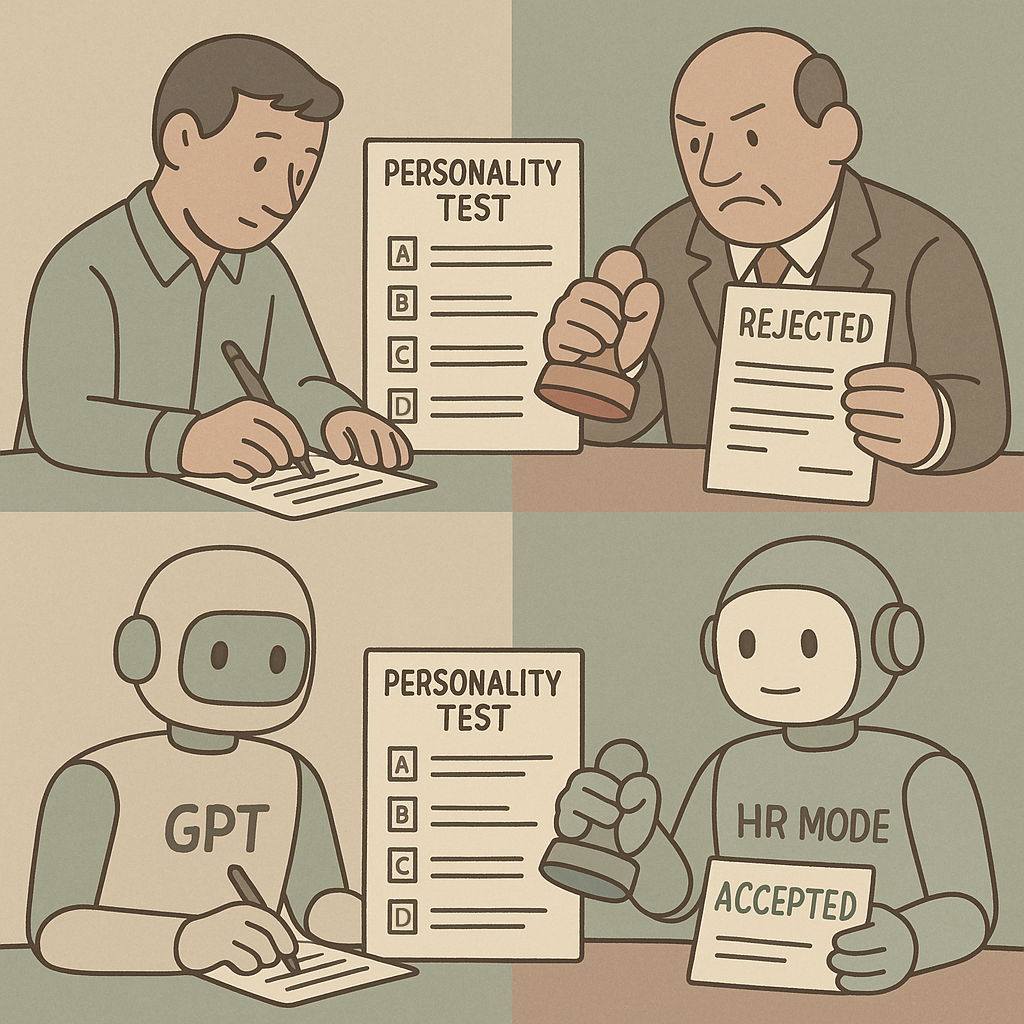 PERSONALITY
TEST
A
B
C
D
REJECTED
GPT
PERSONALITY
TEST
A
B
C
D
HR MODE
ACCEPTED